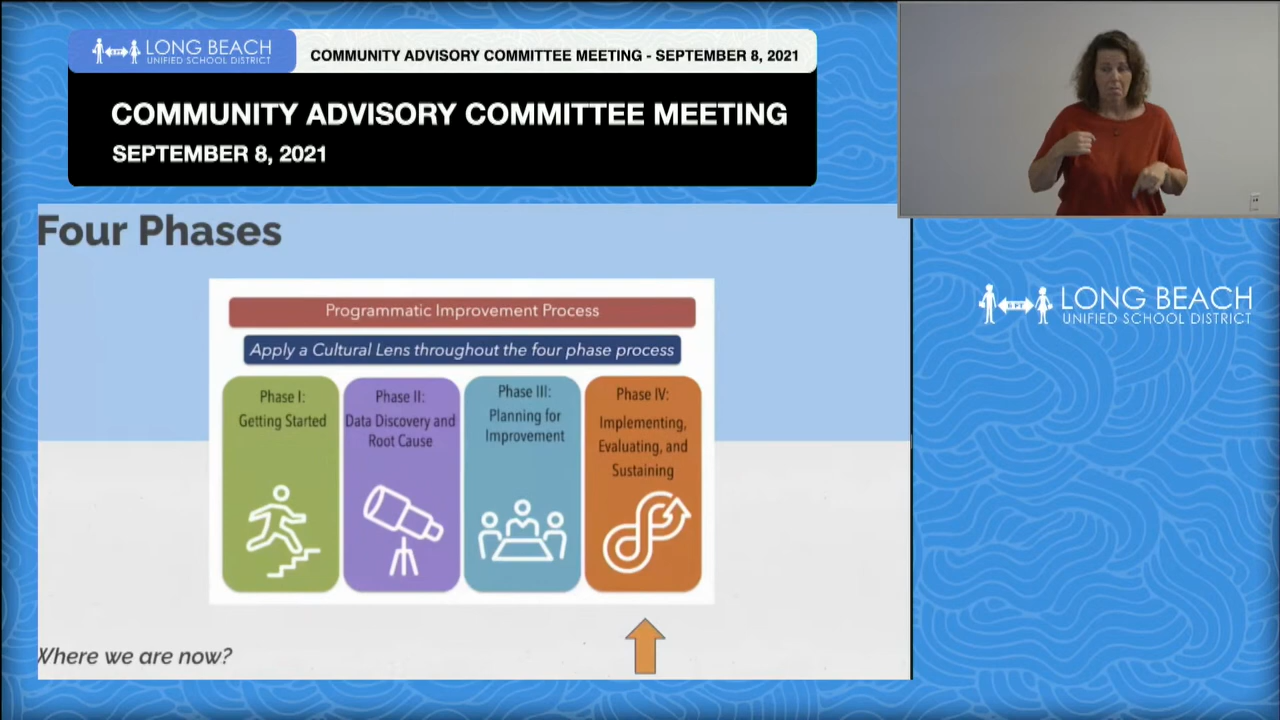 LONG BEACH
UNIFIED SCHOOL DISTRICT
COMMUNITY ADVISORY COMMITTEE MEETING - SEPTEMBER 8, 2021
COMMUNITY ADVISORY COMMITTEE MEETING
SEPTEMBER 8, 2021
Four Phases
Programmatic Improvement Process
Apply a Cultural Lens throughout the four phase process
Phase I:
Getting Started
Phase II:
Data Discovery and
Root Cause
Phase III:
Planning for
Improvement
Phase IV:
Implementing,
Evaluating, and
Sustaining
Where we are now?
6 FT
LONG BEACH
UNIFIED SCHOOL DISTRICT